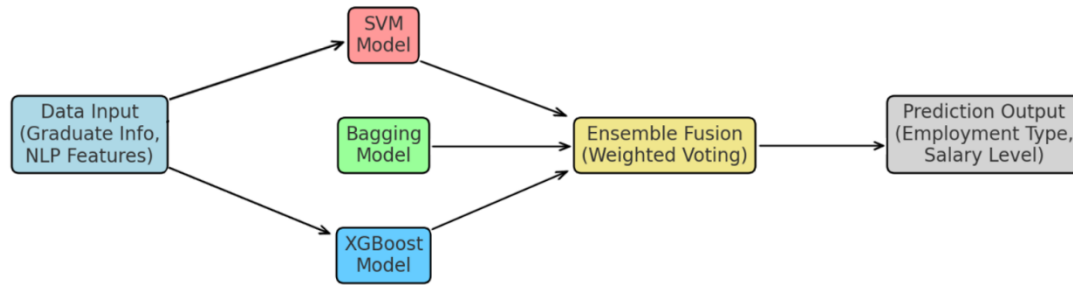 SVM
Model
Data Input
(Graduate Info,
NLP Features)
Bagging
Model
Ensemble Fusion
(Weighted Voting)
Prediction Output
(Employment Type,
Salary Level)
XGBoost
Model